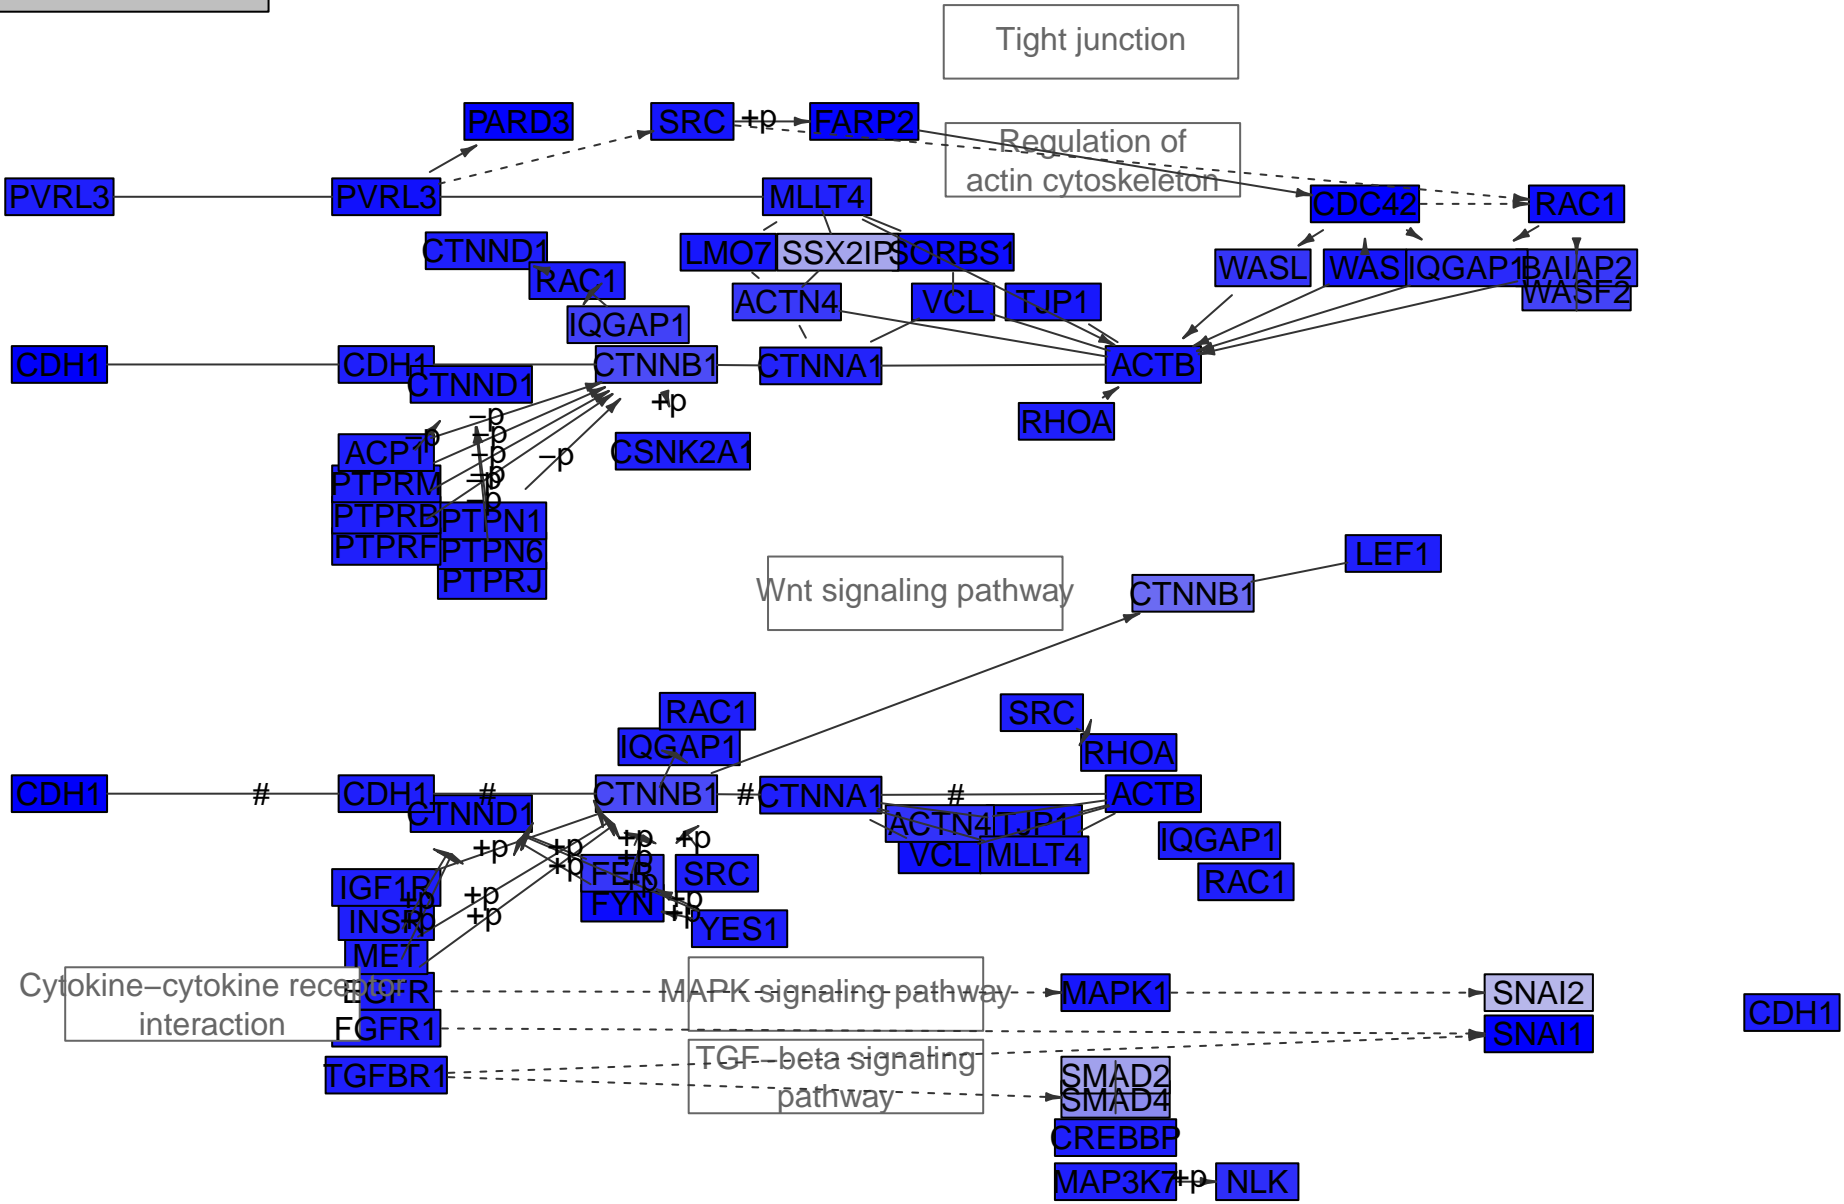 Tight junction
PARD3
SRC
+p
FARP2
Regulation of
actin cytoskeleton
PVRL3
PVRL3
MLLT4
CDC42
RAC1
CTNND1
LMO7
SSX2IP
SORBS1
RAC1
WASL
WAS
IQGAP1
BAIAP2
WASF2
ACTN4
VCL
TJP1
IQGAP1
CDH1
CDH1
CTNNB1
CTNNA1
ACTB
CTNND1
+p
RHOA
−p
−p
−p
−p
−p
−p
−p
−p
ACP1
CSNK2A1
PTPRM
PTPRB
PTPN1
PTPRF
PTPN6
PTPRJ
LEF1
Wnt signaling pathway
CTNNB1
RAC1
SRC
IQGAP1
RHOA
CDH1
#
CDH1
#
CTNNB1
#
CTNNA1
#
ACTB
CTNND1
ACTN4
TJP1
IQGAP1
+p
+p
+p
+p
VCL
MLLT4
+p
+p
FER
SRC
RAC1
IGF1R
+p
+p
+p
+p
FYN
+p
INSR
+p
+p
+p
YES1
MET
Cytokine−cytokine receptor
interaction
EGFR
MAPK signaling pathway
MAPK1
SNAI2
CDH1
FGFR1
SNAI1
TGF−beta signaling
pathway
TGFBR1
SMAD2
SMAD4
CREBBP
MAP3K7
+p
NLK